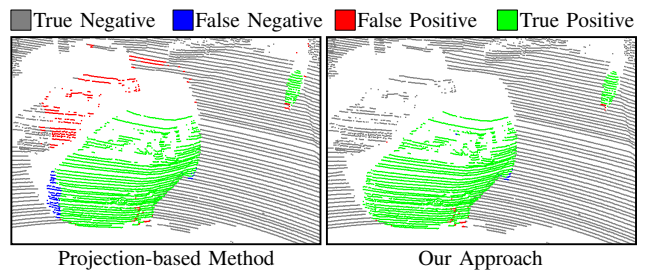 True Negative False Negative False Positive True Positive
Projection-based Method Our Approach